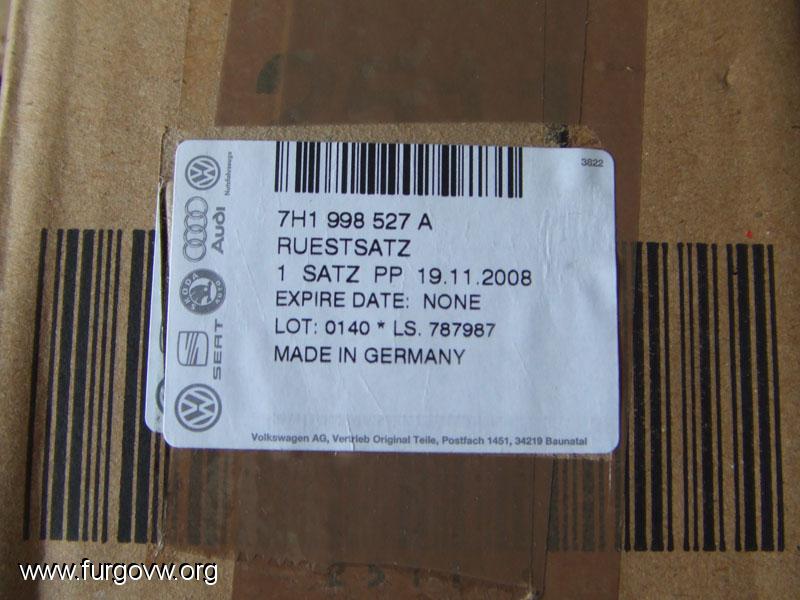 3822
7H1 998 527 A
RUESTSATZ
1 SATZ PP 19.11.2008
EXPIRE DATE: NONE
LOT: 0140 * LS. 787987
MADE IN GERMANY
Volkswagen AG, Vertrieb Original Teile, Postfach 1451, 34219 Baunatal
Nutzfahrzeuge
Audi
SKODA AUTO
SEAT
www.furgovw.org